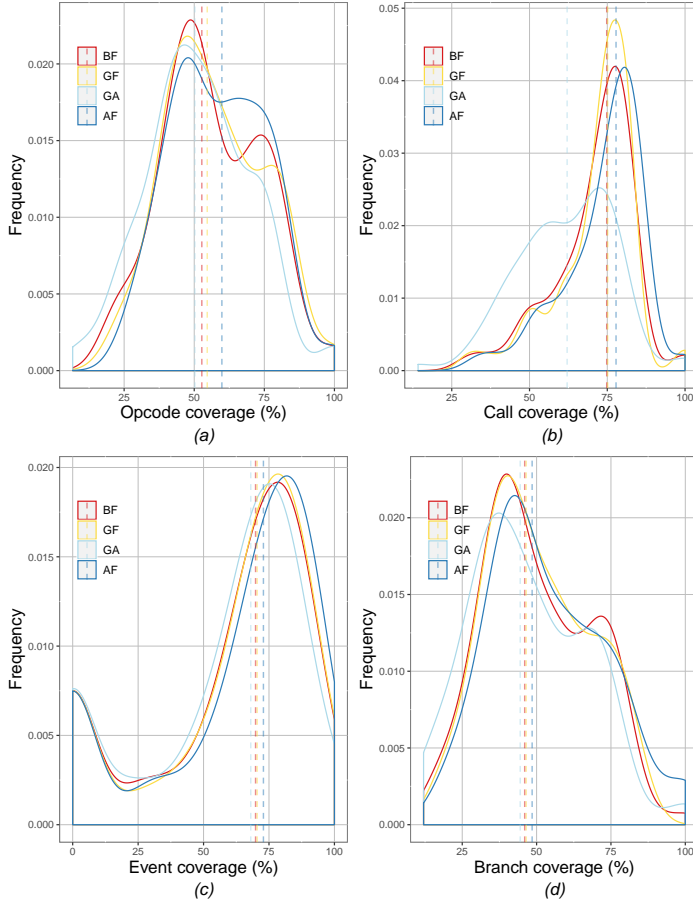 BF
GF
GA
AF
0.020
0.015
0.010
0.005
0.000
Frequency
25
50
75
100
Opcode coverage (%)
(a)
BF
GF
GA
AF
0.05
0.04
0.03
0.02
0.01
0.00
Frequency
25
50
75
100
Call coverage (%)
(b)
BF
GF
GA
AF
0.020
0.015
0.010
0.005
0.000
Frequency
0
25
50
75
100
Event coverage (%)
(c)
BF
GF
GA
AF
0.020
0.015
0.010
0.005
0.000
Frequency
25
50
75
100
Branch coverage (%)
(d)